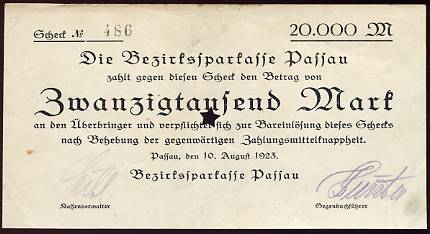 Scheck № 486 20.000 M
Die Bezirkssparkasse Passau
zahlt gegen diesen Scheck den Betrag von
Zwanzigtausend Mark
an den Überbringer und verpflichtet sich zur Bareinlösung dieses Schecks
nach Behebung der gegenwärtigen Zahlungsmittelknappheit.
Passau, den 10. August 1923.
Bezirkssparkasse Passau
Kassenverwalter Gegenbuchführer